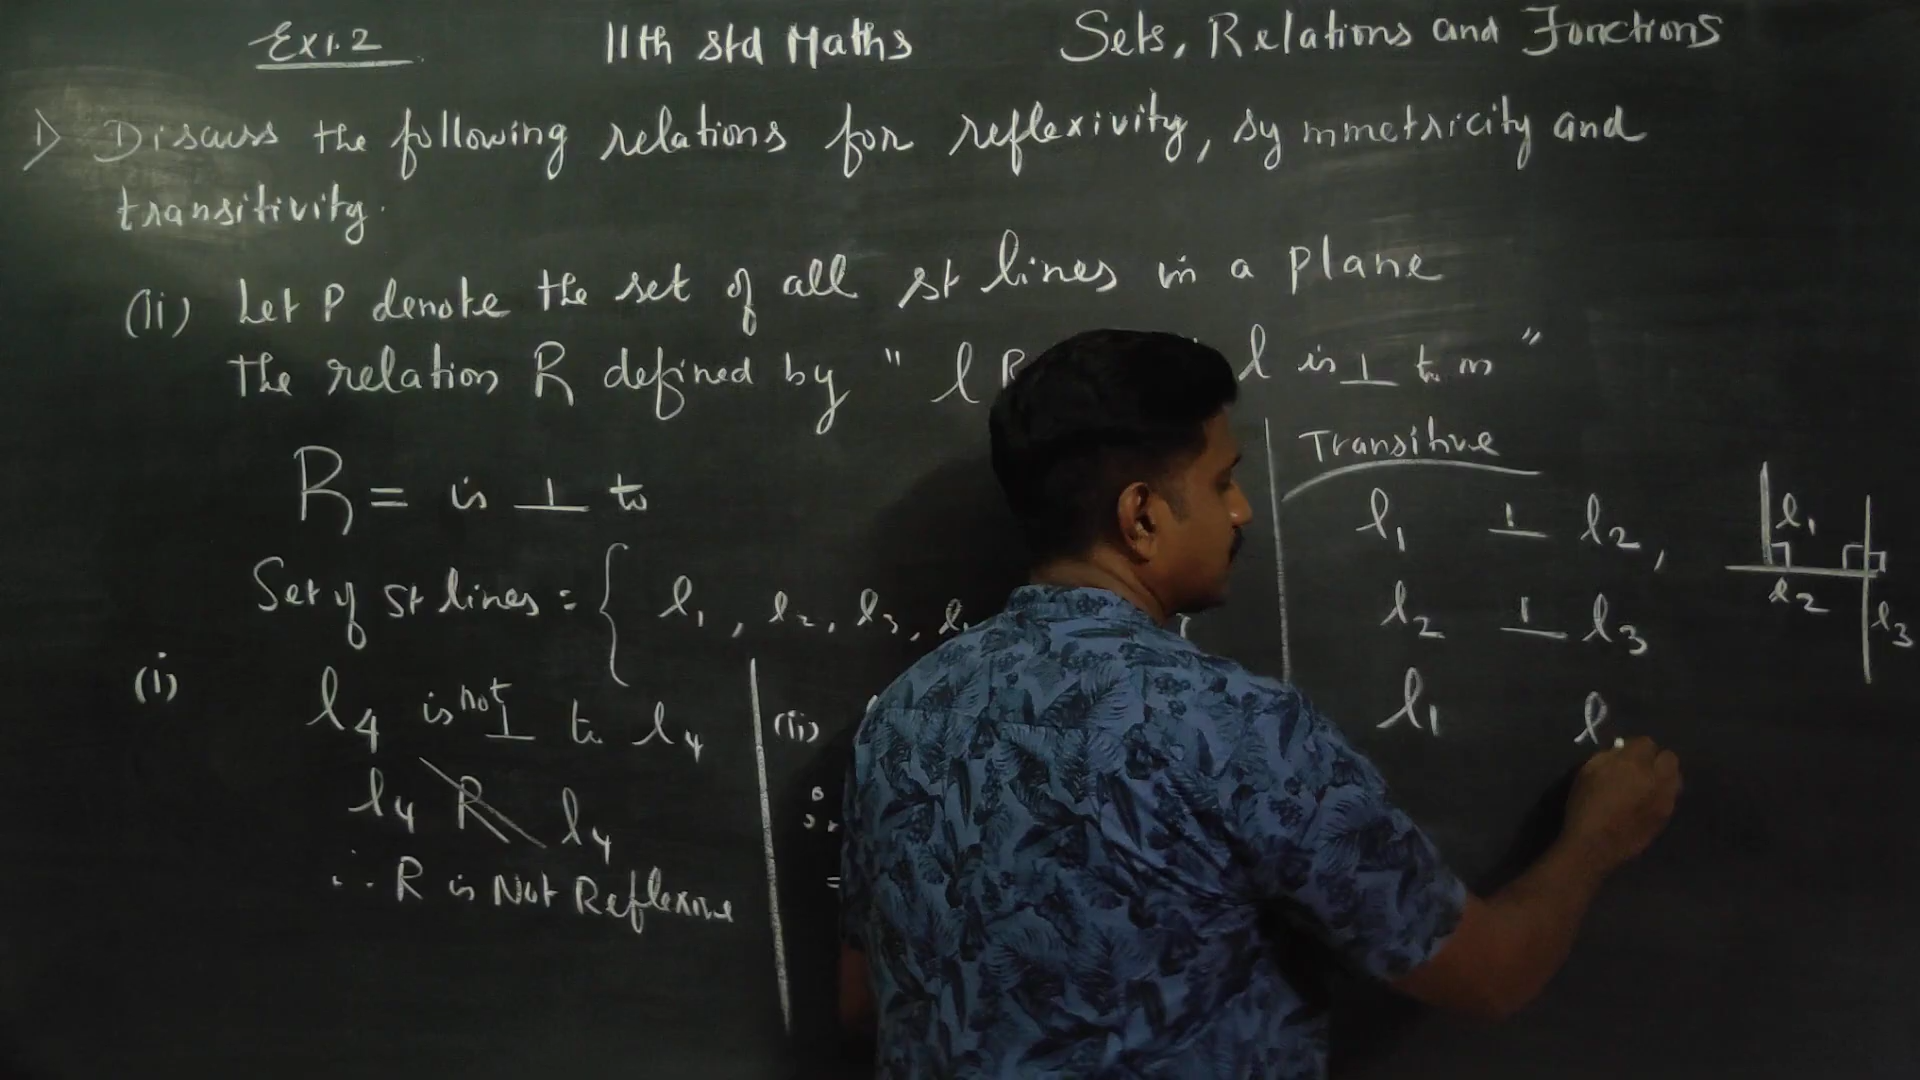 Ex1.2 11th std Maths Sets, Relations and Functions
1) Discuss the following relations for reflexivity, symmetricity and
transitivity.
(ii) Let P denote the set of all st lines in a plane
the relation R defined by " l R l is ⊥ to m "
R = is ⊥ to
Set of st lines = { l1, l2, l3,
(i) l4 is not ⊥ to l4
l4 R l4
∴ R is Not Reflexive
(ii)
Transitive
l1 ⊥ l2,
l2 ⊥ l3
l1 l
l1
l2
l3